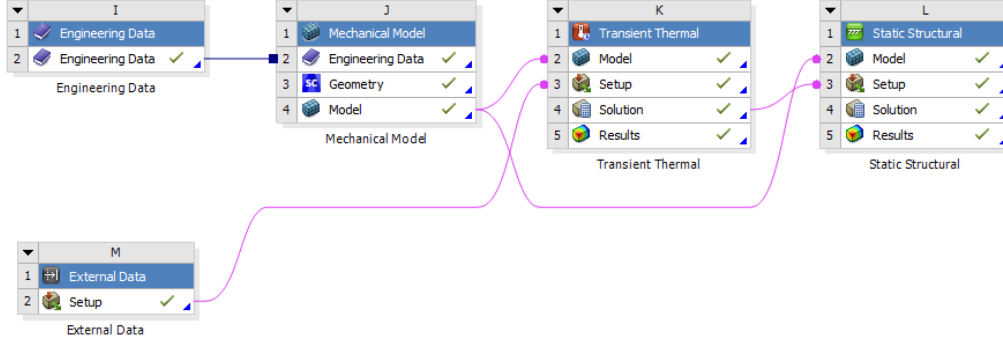 I
1 Engineering Data
2 Engineering Data
Engineering Data
J
1 Mechanical Model
2 Engineering Data
3 SC Geometry
4 Model
Mechanical Model
K
1 Transient Thermal
2 Model
3 Setup
4 Solution
5 Results
Transient Thermal
L
1 Static Structural
2 Model
3 Setup
4 Solution
5 Results
Static Structural
M
1 External Data
2 Setup
External Data